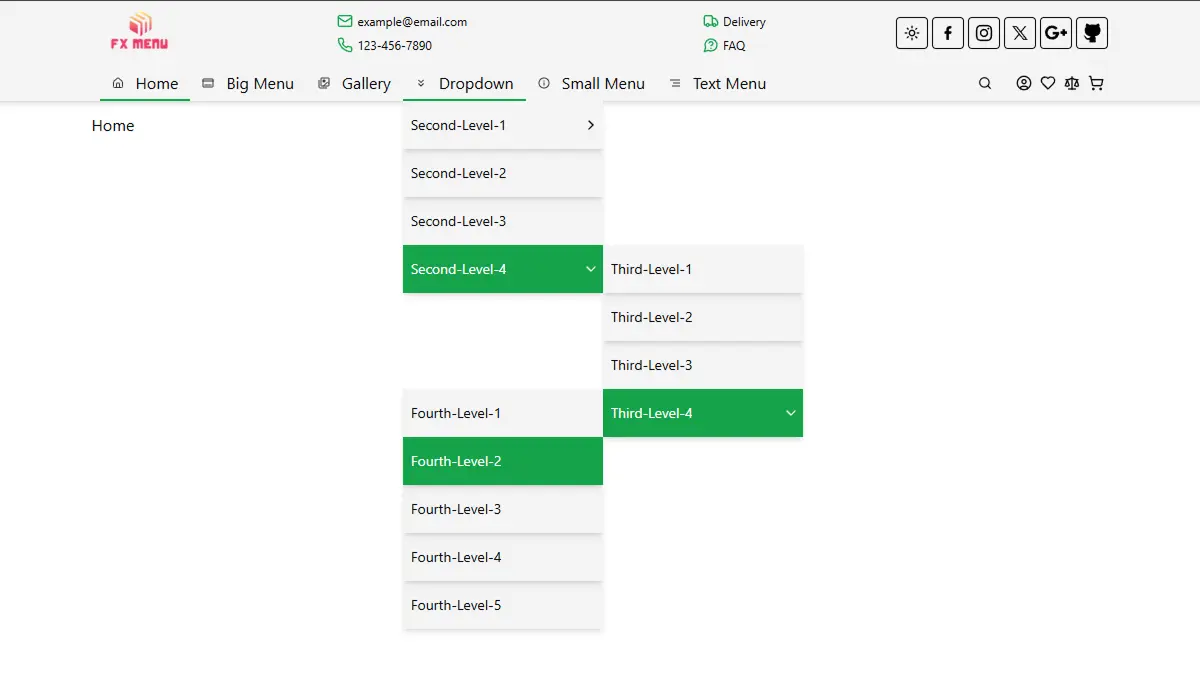 FX MENU
example@email.com
123-456-7890
Delivery
FAQ
Home Big Menu Gallery Dropdown Small Menu Text Menu
Home
Second-Level-1
Second-Level-2
Second-Level-3
Second-Level-4
Third-Level-1
Third-Level-2
Third-Level-3
Third-Level-4
Fourth-Level-1
Fourth-Level-2
Fourth-Level-3
Fourth-Level-4
Fourth-Level-5